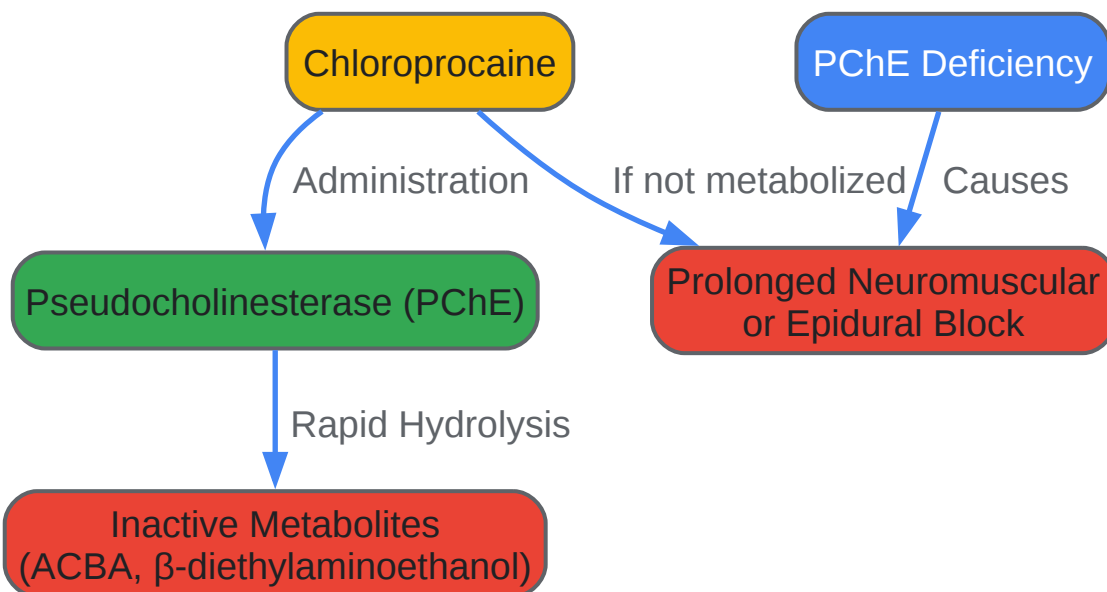 Chloroprocaine
PChE Deficiency
Administration
If not metabolized
Causes
Pseudocholinesterase (PChE)
Prolonged Neuromuscular
or Epidural Block
Rapid Hydrolysis
Inactive Metabolites
(ACBA, β-diethylaminoethanol)